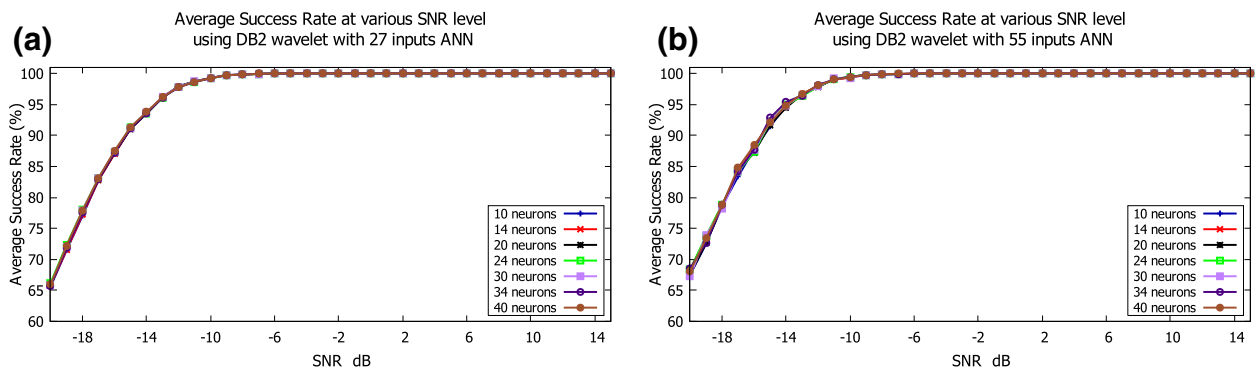 (a)
Average Success Rate at various SNR level
using DB2 wavelet with 27 inputs ANN
Average Success Rate (%)
100
95
90
85
80
75
70
65
60
10 neurons
14 neurons
20 neurons
24 neurons
30 neurons
34 neurons
40 neurons
-18 -14 -10 -6 -2 2 6 10 14
SNR dB
(b)
Average Success Rate at various SNR level
using DB2 wavelet with 55 inputs ANN
Average Success Rate (%)
100
95
90
85
80
75
70
65
60
10 neurons
14 neurons
20 neurons
24 neurons
30 neurons
34 neurons
40 neurons
-18 -14 -10 -6 -2 2 6 10 14
SNR dB